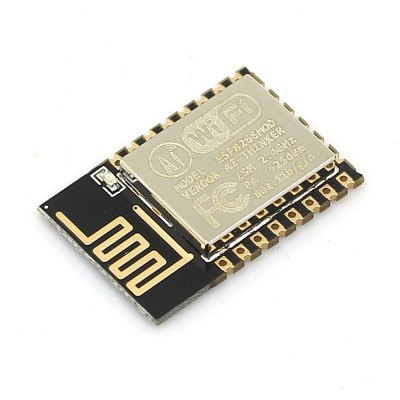 Ai WiFi
MODEL ESP8266MOD
VENDOR AI-THINKER
FC ISM 2.4GHz
PA +25dBm
802.11b/g/n